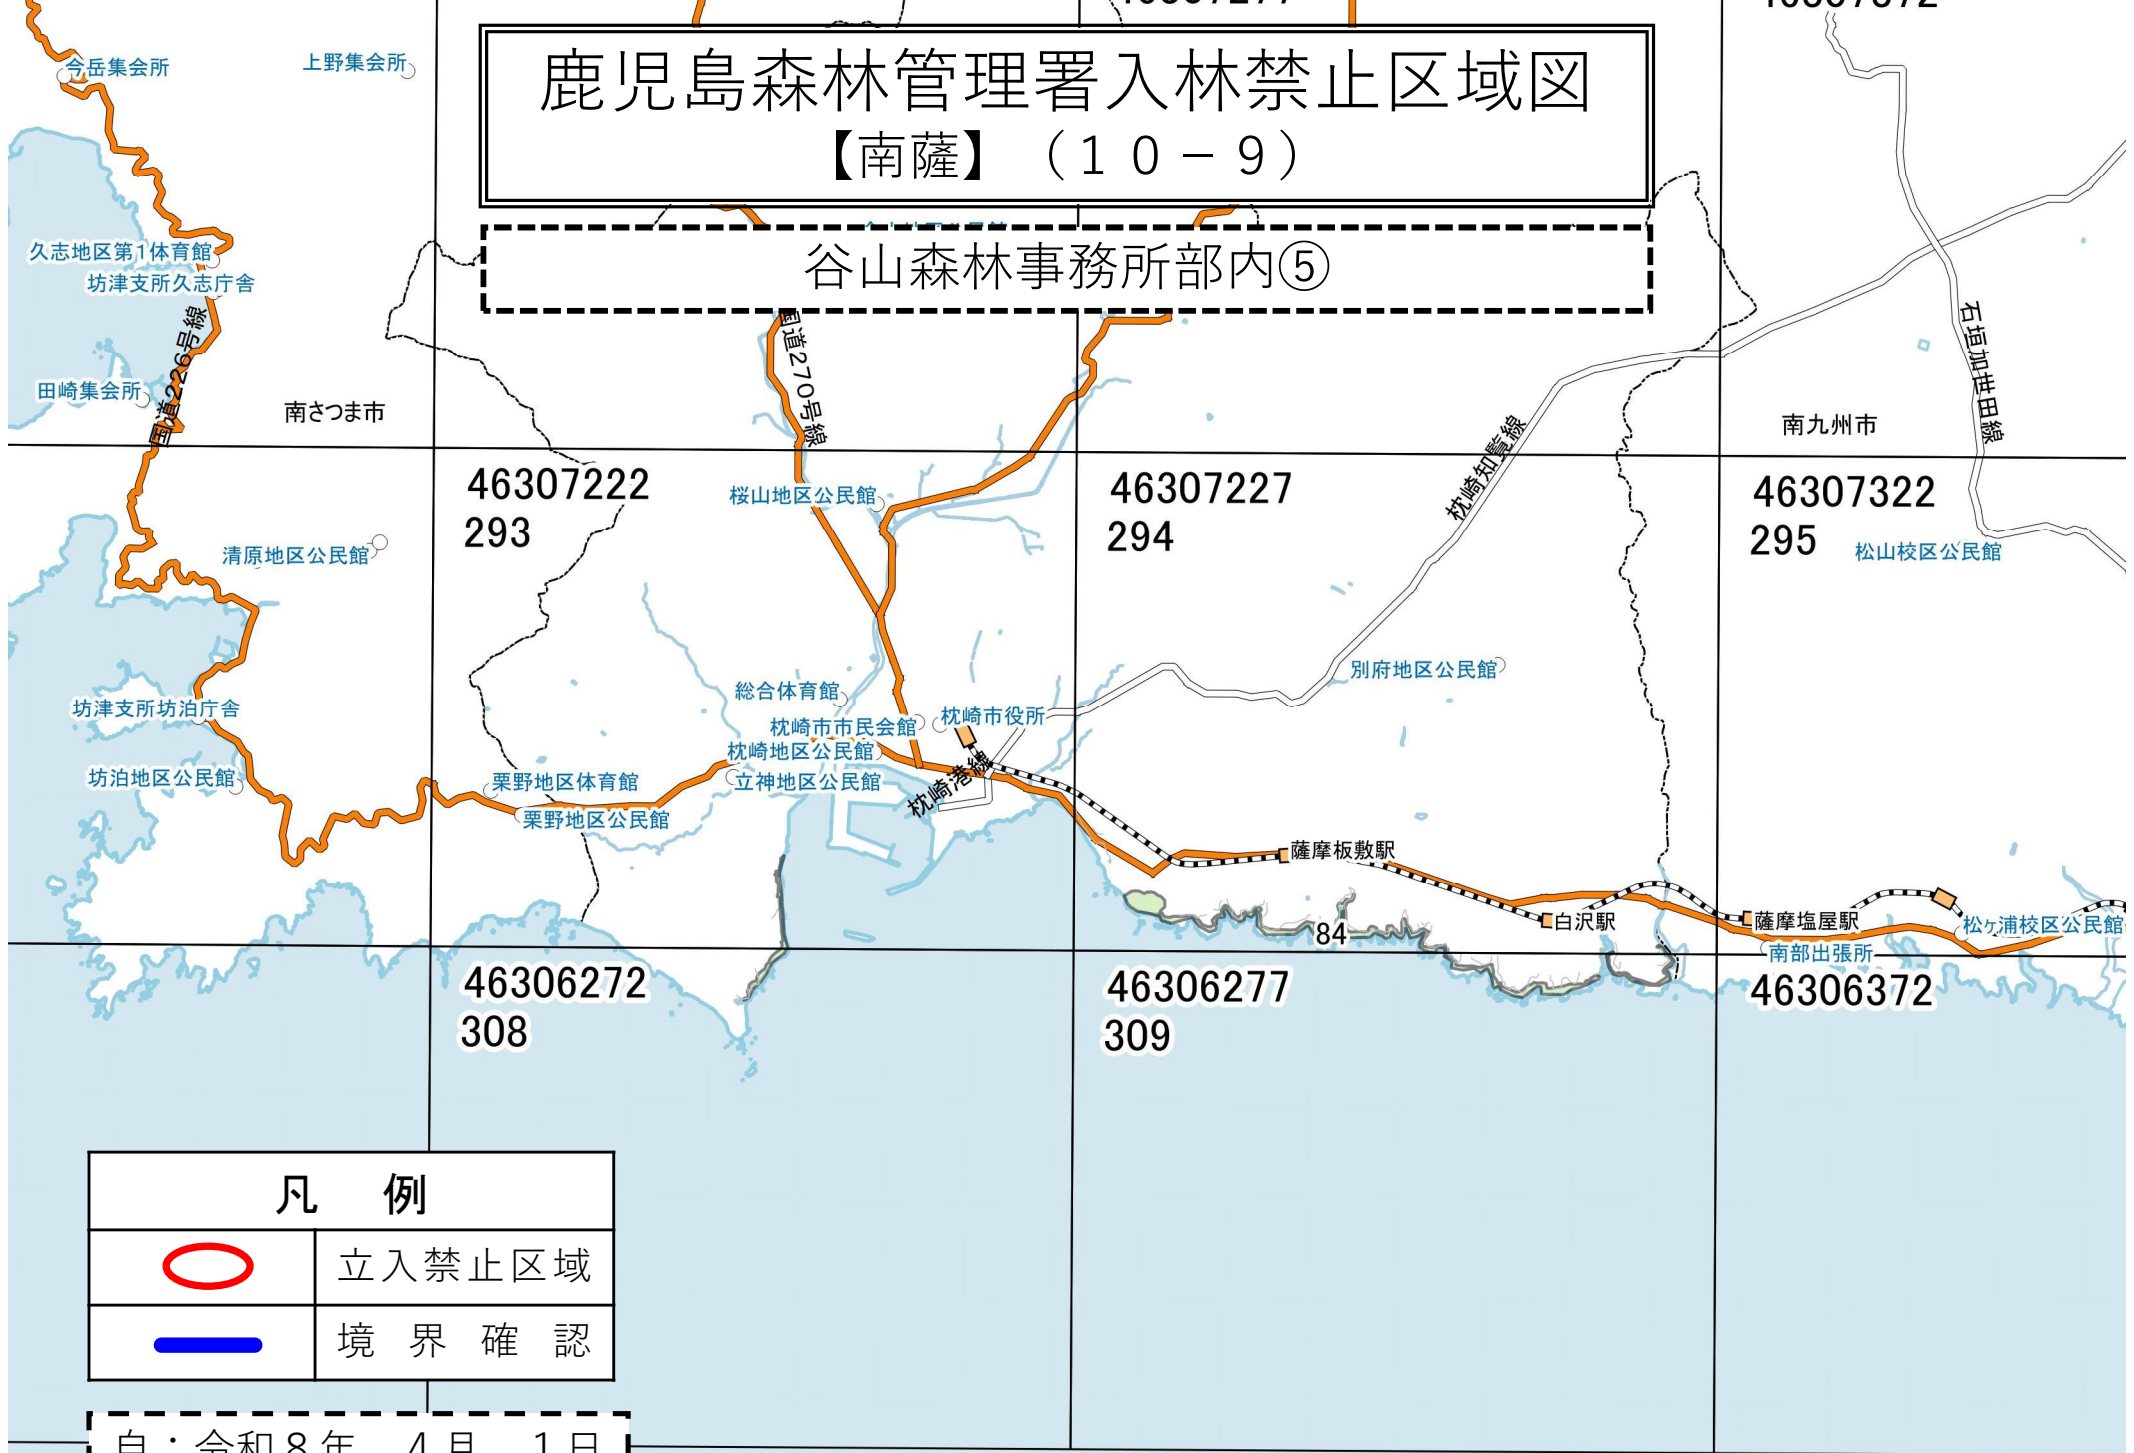 鹿児島森林管理署入林禁止区域図
【南薩】（１０－９）
谷山森林事務所部内⑤
今岳集会所
上野集会所
久志地区第1体育館
坊津支所久志庁舎
国道226号線
田崎集会所
南さつま市
国道270号線
石垣加世田線
南九州市
枕崎知覧線
46307222
293
桜山地区公民館
46307227
294
46307322
295
松山校区公民館
清原地区公民館
別府地区公民館
総合体育館
坊津支所坊泊庁舎
枕崎市市民会館
枕崎市役所
枕崎地区公民館
坊泊地区公民館
栗野地区体育館
立神地区公民館
枕崎港線
栗野地区公民館
薩摩板敷駅
84
白沢駅
薩摩塩屋駅
松ヶ浦校区公民館
南部出張所
46306272
308
46306277
309
46306372
凡 例
立入禁止区域
境界確認
自：令和８年 ４月 １日